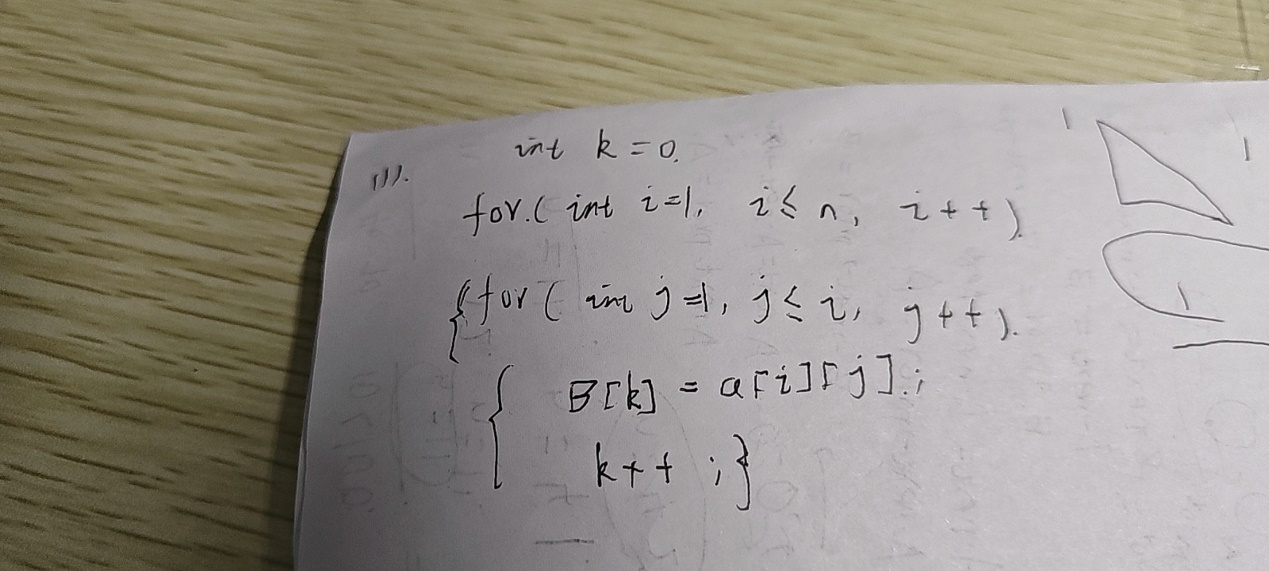 (1).
int k=0.
for.( int i=1, i≤ n, i++).
{for ( int j=1, j≤ i, j++).
{ B[k] = a[i][j].;
k++ ;}